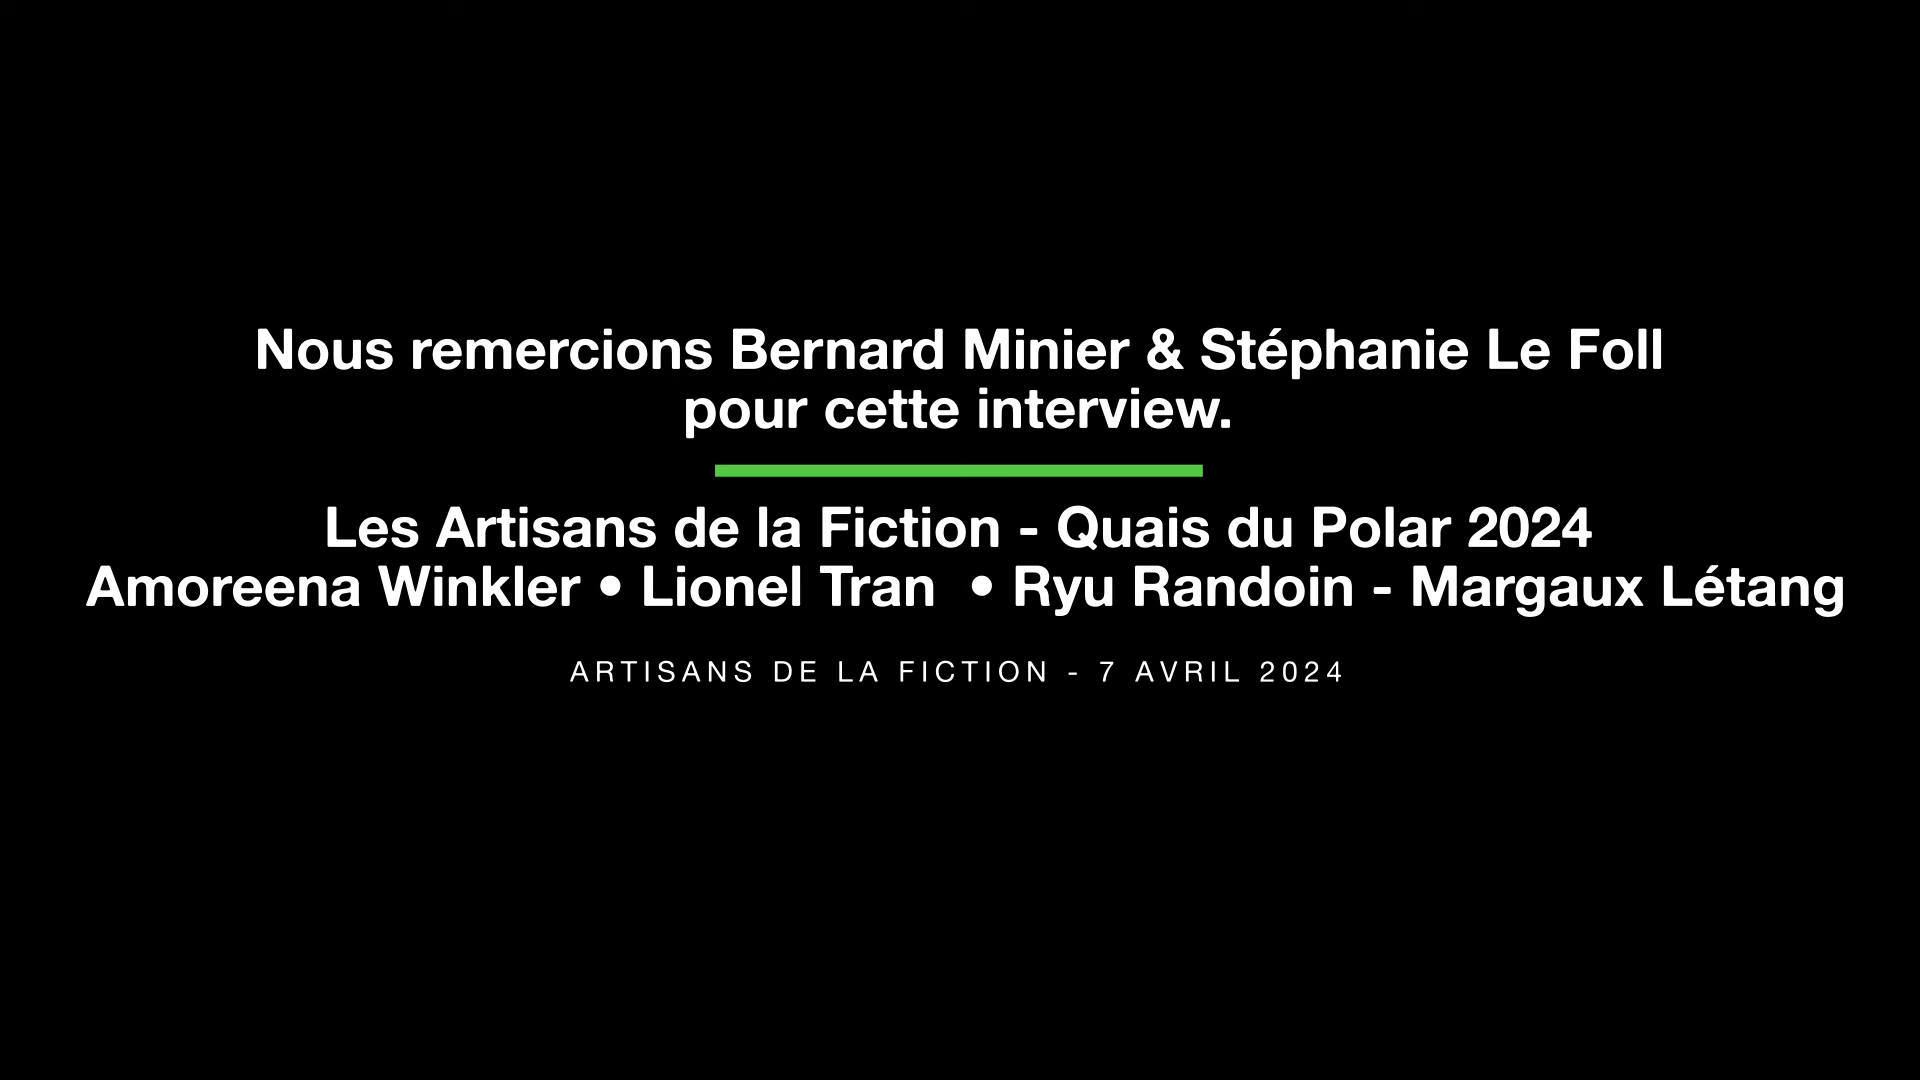 Nous remercions Bernard Minier & Stéphanie Le Foll
pour cette interview.
Les Artisans de la Fiction - Quais du Polar 2024
Amoreena Winkler • Lionel Tran • Ryu Randoin - Margaux Létang
ARTISANS DE LA FICTION - 7 AVRIL 2024